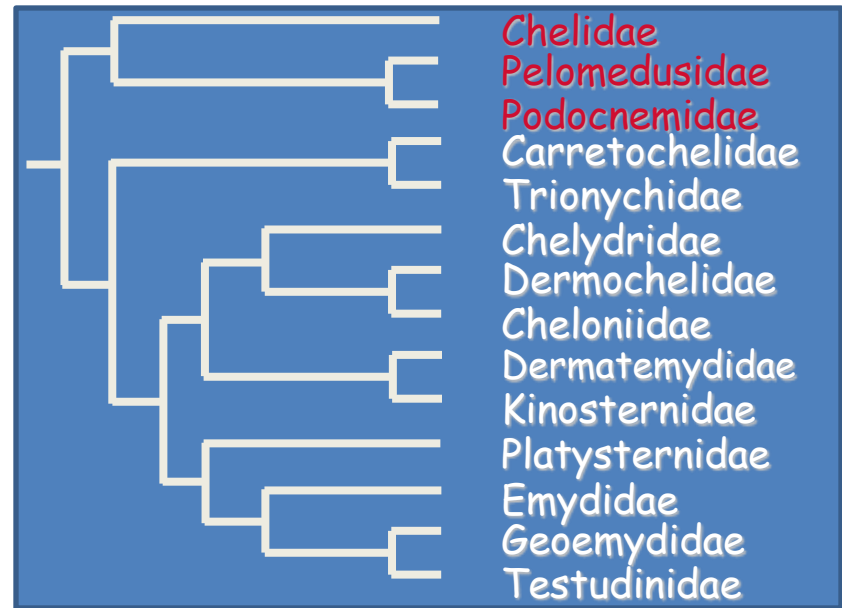 Chelidae
Pelomedusidae
Podocnemidae
Carretochelidae
Trionychidae
Chelydridae
Dermochelidae
Cheloniidae
Dermatemydidae
Kinosternidae
Platysternidae
Emydidae
Geoemydidae
Testudinidae